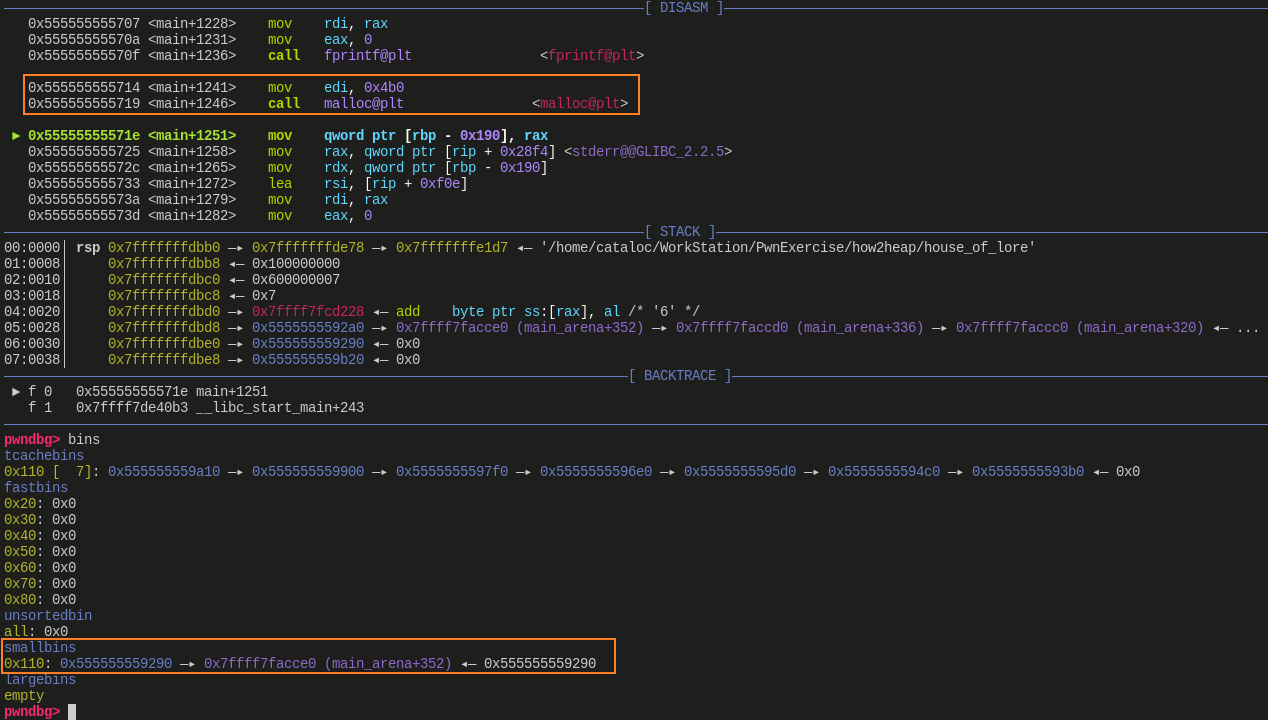 [ DISASM ]
0x555555555707 <main+1228>    mov    rdi, rax
0x55555555570a <main+1231>    mov    eax, 0
0x55555555570f <main+1236>    call   fprintf@plt                <fprintf@plt>
0x555555555714 <main+1241>    mov    edi, 0x4b0
0x555555555719 <main+1246>    call   malloc@plt                <malloc@plt>
► 0x55555555571e <main+1251>    mov    qword ptr [rbp - 0x190], rax
0x555555555725 <main+1258>    mov    rax, qword ptr [rip + 0x28f4] <stderr@@GLIBC_2.2.5>
0x55555555572c <main+1265>    mov    rdx, qword ptr [rbp - 0x190]
0x555555555733 <main+1272>    lea    rsi, [rip + 0xf0e]
0x55555555573a <main+1279>    mov    rdi, rax
0x55555555573d <main+1282>    mov    eax, 0
[ STACK ]
00:0000│ rsp 0x7fffffffdbb0 —▸ 0x7fffffffde78 —▸ 0x7fffffffe1d7 ◂— '/home/cataloc/WorkStation/PwnExercise/how2heap/house_of_lore'
01:0008│     0x7fffffffdbb8 ◂— 0x100000000
02:0010│     0x7fffffffdbc0 ◂— 0x600000007
03:0018│     0x7fffffffdbc8 ◂— 0x7
04:0020│     0x7fffffffdbd0 —▸ 0x7ffff7fcd228 ◂— add    byte ptr ss:[rax], al /* '6' */
05:0028│     0x7fffffffdbd8 —▸ 0x5555555592a0 —▸ 0x7ffff7facce0 (main_arena+352) —▸ 0x7ffff7faccd0 (main_arena+336) —▸ 0x7ffff7faccc0 (main_arena+320) ◂— ...
06:0030│     0x7fffffffdbe0 —▸ 0x555555559290 ◂— 0x0
07:0038│     0x7fffffffdbe8 —▸ 0x555555559b20 ◂— 0x0
[ BACKTRACE ]
► f 0   0x55555555571e main+1251
f 1   0x7ffff7de40b3 __libc_start_main+243
pwndbg> bins
tcachebins
0x110 [  7]: 0x555555559a10 —▸ 0x555555559900 —▸ 0x5555555597f0 —▸ 0x5555555596e0 —▸ 0x5555555595d0 —▸ 0x5555555594c0 —▸ 0x5555555593b0 ◂— 0x0
fastbins
0x20: 0x0
0x30: 0x0
0x40: 0x0
0x50: 0x0
0x60: 0x0
0x70: 0x0
0x80: 0x0
unsortedbin
all: 0x0
smallbins
0x110: 0x555555559290 —▸ 0x7ffff7facce0 (main_arena+352) ◂— 0x555555559290
largebins
empty
pwndbg>